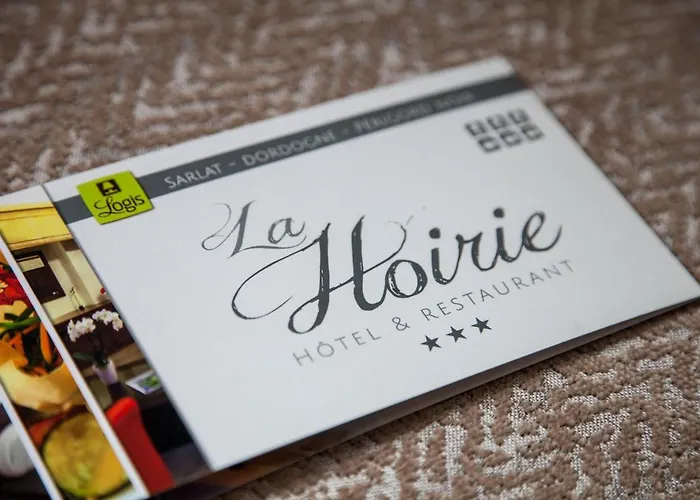 SARLAT - DORDOGNE - PÉRIGORD NOIR
Logis
La
Hoirie
HÔTEL & RESTAURANT